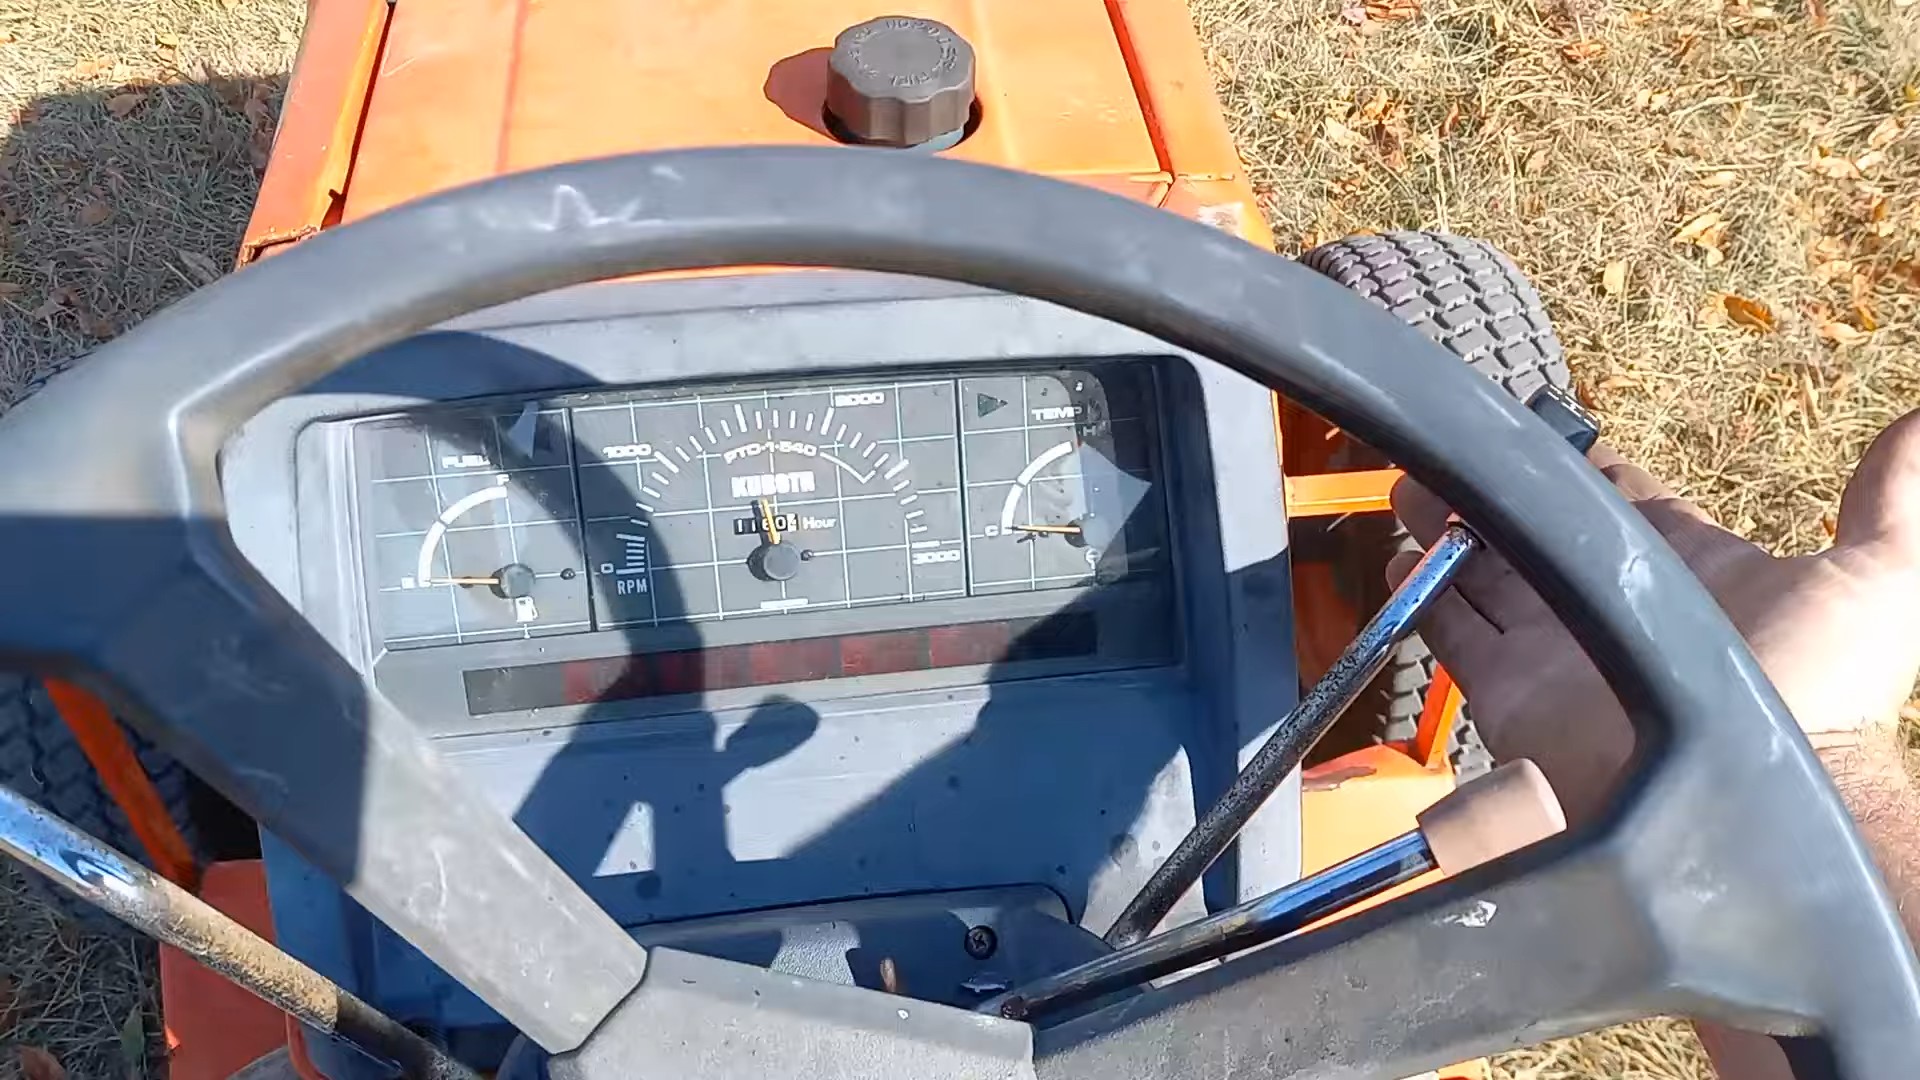 FUEL
F
E
1000
2000
PTO-1-540
KUBOTA
Hour
0
RPM
3000
TEMP
H
C